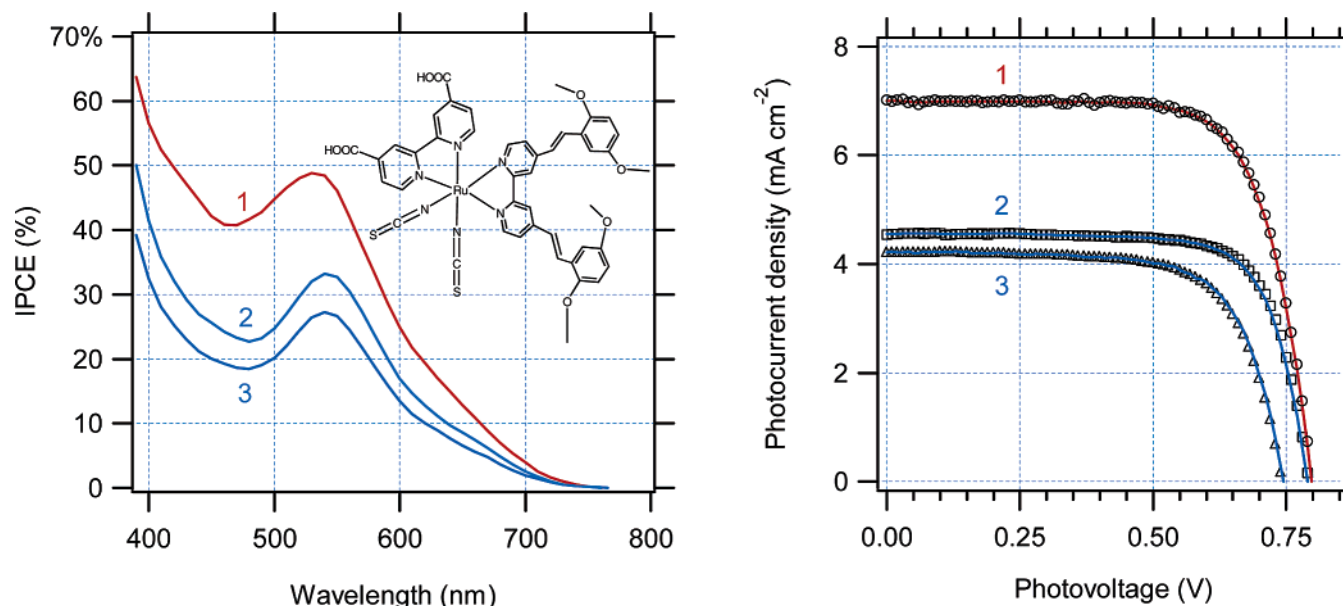 70%
60
50
40
30
20
10
0
IPCE (%)
400 500 600 700 800
Wavelength (nm)
1
2
3
HOOC
HOOC
N
N
N
N
Ru
N
C
S
N
C
S
O
O
O
O
8
6
4
2
0
Photocurrent density (mA cm⁻²)
0.00 0.25 0.50 0.75
Photovoltage (V)
1
2
3